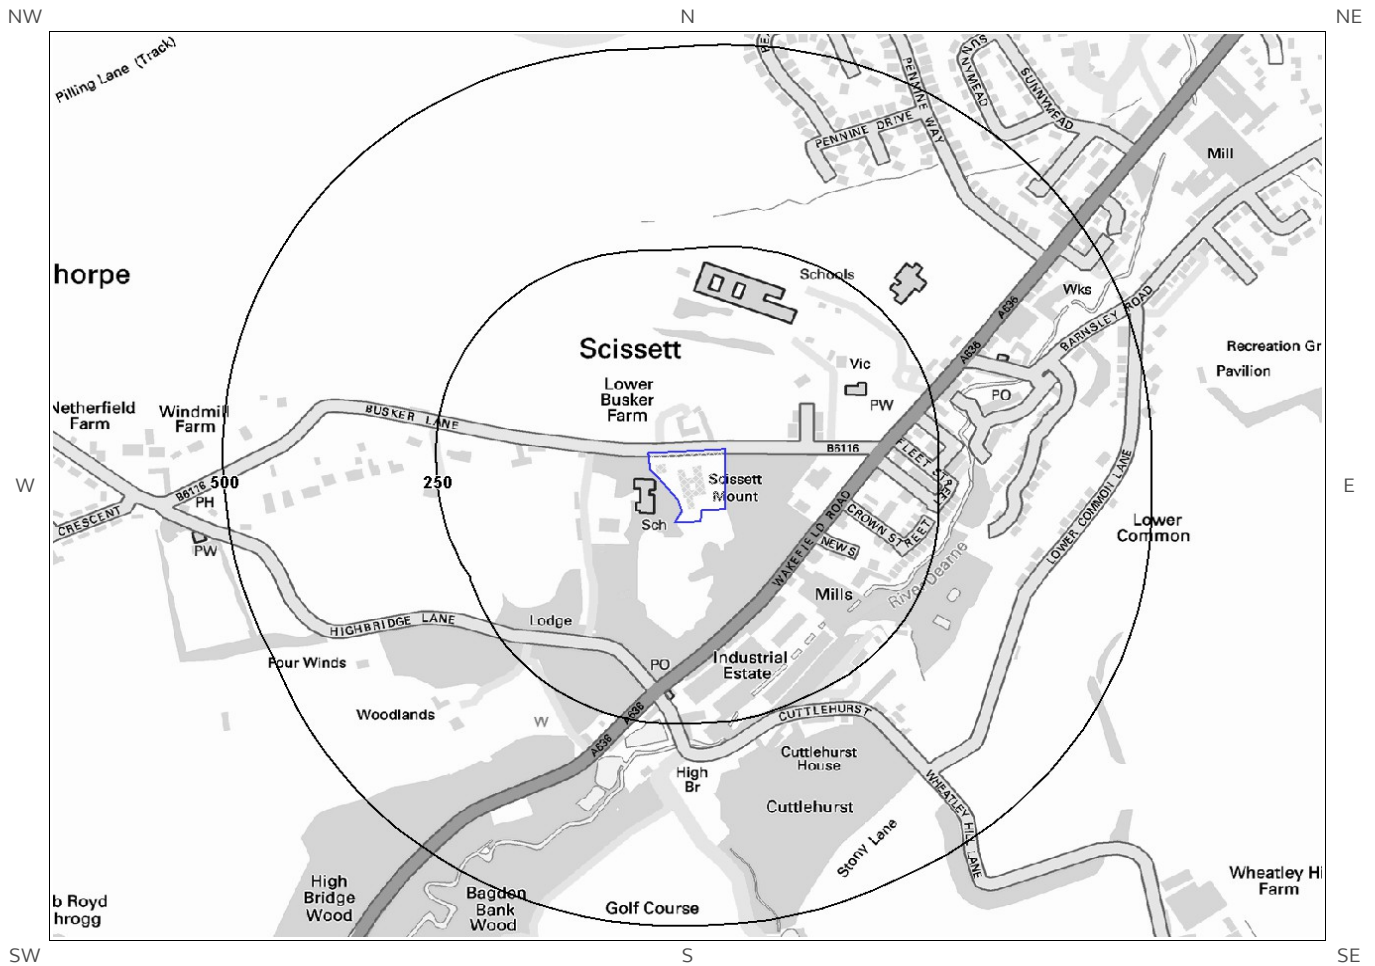 NW
N
NE
Pilling Lane (Track)
PE
PENNINE WAY
SUNNYMEAD
SUNNYMEAD
PENNINE DRIVE
Mill
horpe
Schools
Wks
A636
BARNSLEY ROAD
Scissett
A636
Recreation Gr
Vic
Pavilion
Lower
Busker
Farm
PW
PO
Netherfield
Farm
Windmill
Farm
BUSKER LANE
B6116
FLEET STREET
W
500
250
Scissett
Mount
E
B6116
PH
CRESCENT
Sch
WAKEFIELD ROAD
CROWN STREET
LOWER COMMON LANE
Lower
Common
PW
NEWS
River Dearne
Mills
HIGHBRIDGE LANE
Lodge
Four Winds
PO
Industrial
Estate
Woodlands
W
A636
CUTTLEHURST
A636
Cuttlehurst
House
High
Br
Cuttlehurst
WHEATLEY HILL LANE
Stony Lane
High
Bridge
Wood
Bagden
Bank
Wood
Golf Course
Wheatley Hi
Farm
b Royd
hrogg
SW
S
SE